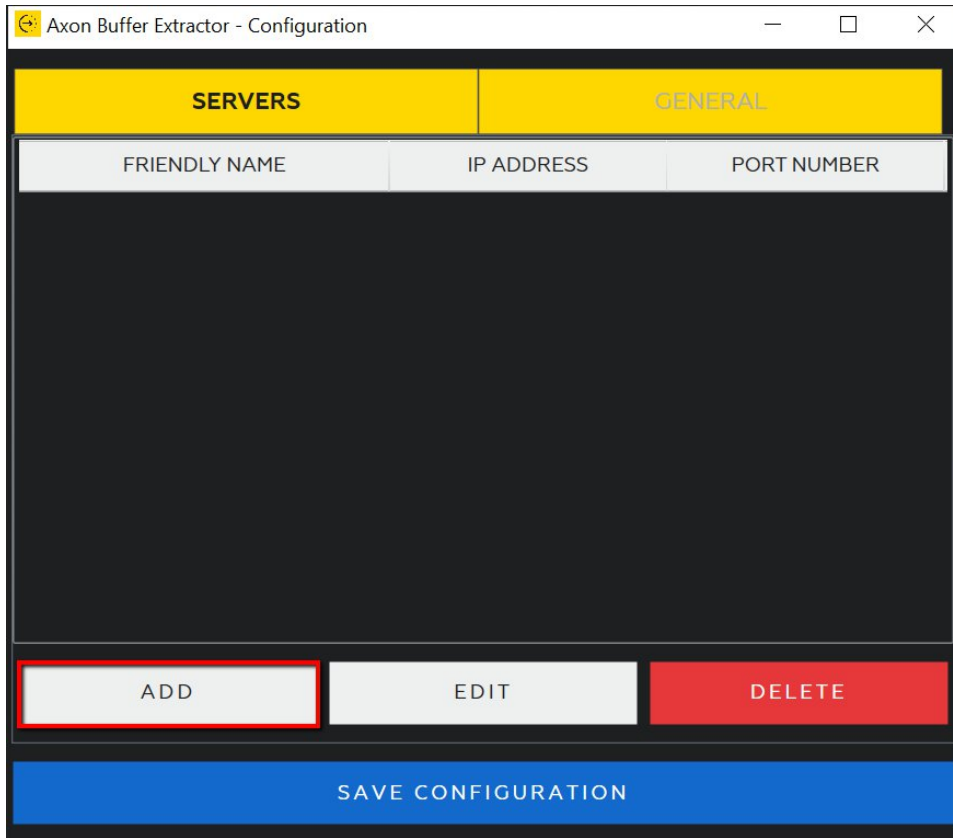 Axon Buffer Extractor - Configuration
SERVERS GENERAL
FRIENDLY NAME IP ADDRESS PORT NUMBER
ADD EDIT DELETE
SAVE CONFIGURATION